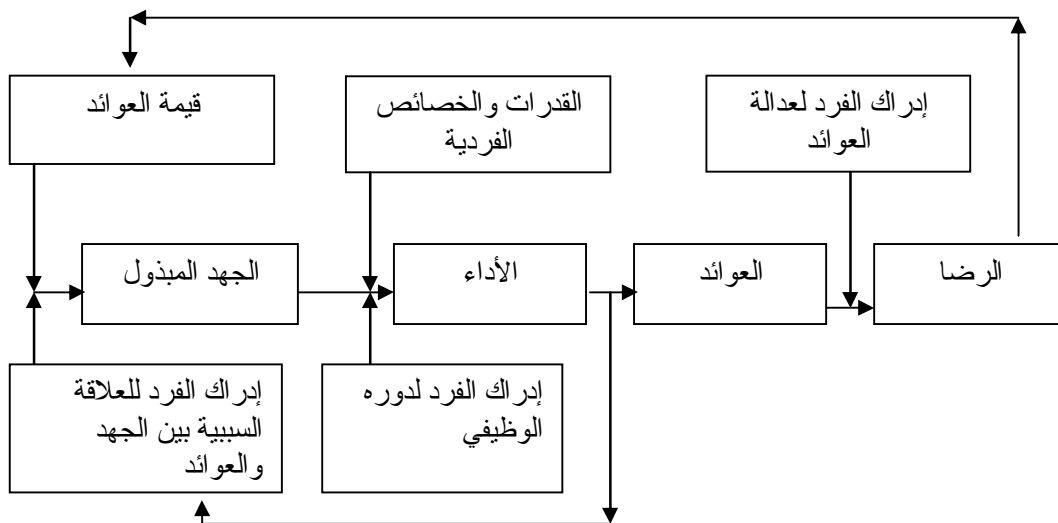 قيمة العوائد
القدرات والخصائص
الفردية
إدراك الفرد لعدالة
العوائد
الجهد المبذول
الأداء
العوائد
الرضا
إدراك الفرد للعلاقة
السببية بين الجهد
والعوائد
إدراك الفرد لدوره
الوظيفي